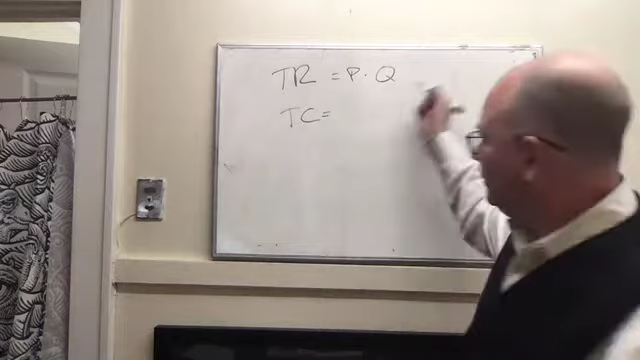 TR = P · Q
TC =